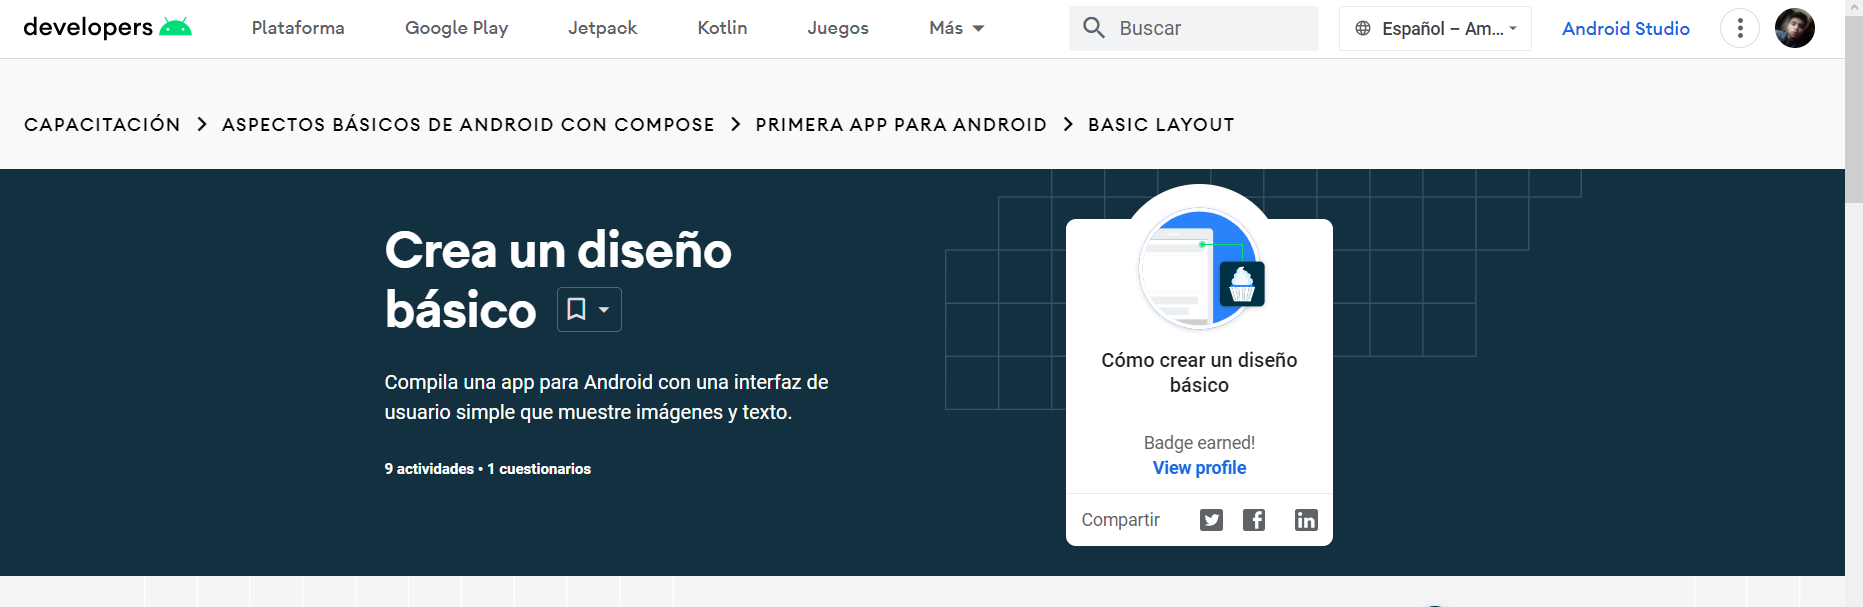 developers Plataforma Google Play Jetpack Kotlin Juegos Más Buscar Español – Am... Android Studio
CAPACITACIÓN > ASPECTOS BÁSICOS DE ANDROID CON COMPOSE > PRIMERA APP PARA ANDROID > BASIC LAYOUT
Crea un diseño
básico
Compila una app para Android con una interfaz de
usuario simple que muestre imágenes y texto.
9 actividades • 1 cuestionarios
Cómo crear un diseño
básico
Badge earned!
View profile
Compartir